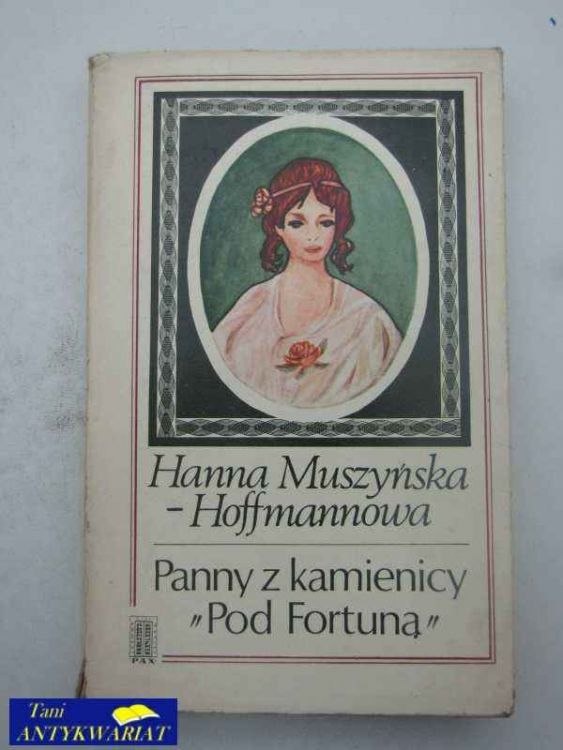 Hanna Muszyńska
-Hoffmannowa
Panny z kamienicy
„Pod Fortuną”
PAX
Tani
ANTYKWARIAT